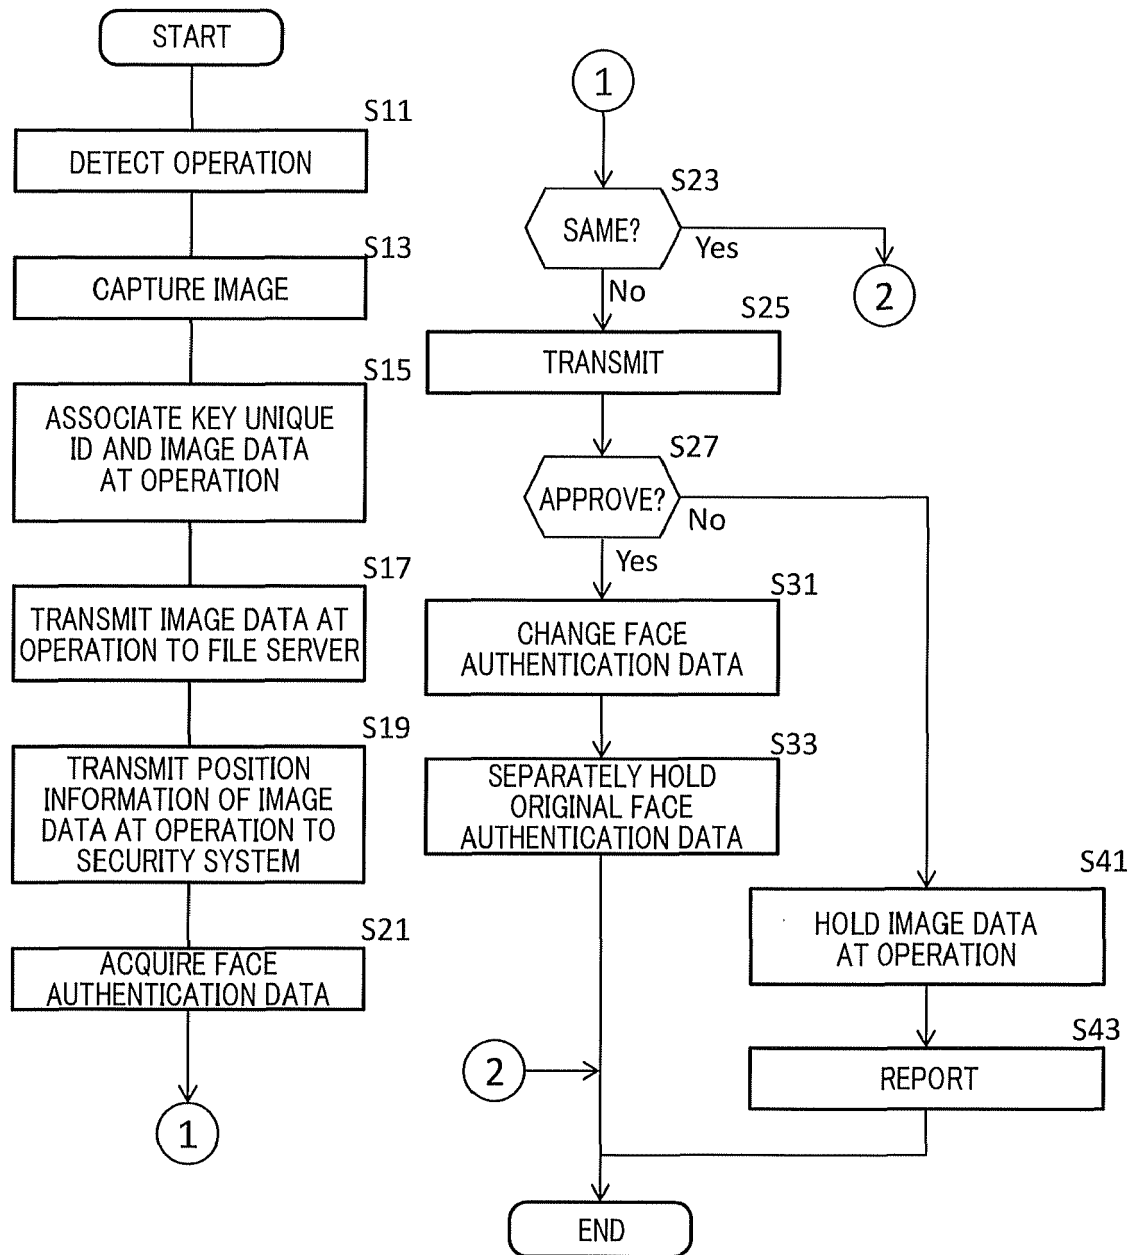 START
S11
DETECT OPERATION
S13
CAPTURE IMAGE
S15
ASSOCIATE KEY UNIQUE
ID AND IMAGE DATA
AT OPERATION
S17
TRANSMIT IMAGE DATA AT
OPERATION TO FILE SERVER
S19
TRANSMIT POSITION
INFORMATION OF IMAGE
DATA AT OPERATION TO
SECURITY SYSTEM
S21
ACQUIRE FACE
AUTHENTICATION DATA
1
1
S23
SAME?
Yes
2
No
S25
TRANSMIT
S27
APPROVE?
No
Yes
S31
CHANGE FACE
AUTHENTICATION DATA
S33
SEPARATELY HOLD
ORIGINAL FACE
AUTHENTICATION DATA
S41
HOLD IMAGE DATA
AT OPERATION
S43
REPORT
2
END